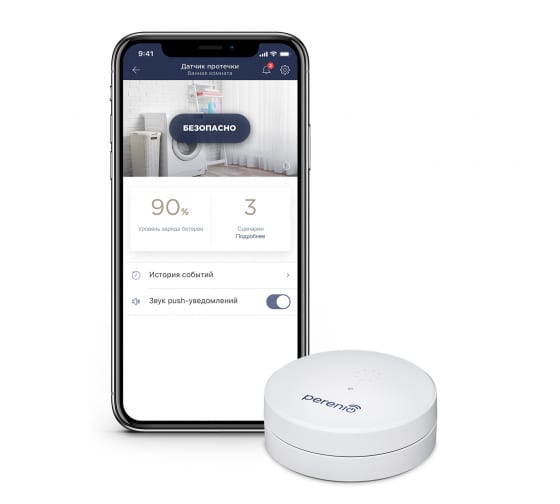 9:41
Датчик протечки
Ванная комната
2
БЕЗОПАСНО
90%
3
Уровень заряда батареи
Сценарии
Подробнее
История событий
Звук push-уведомлений
perenio